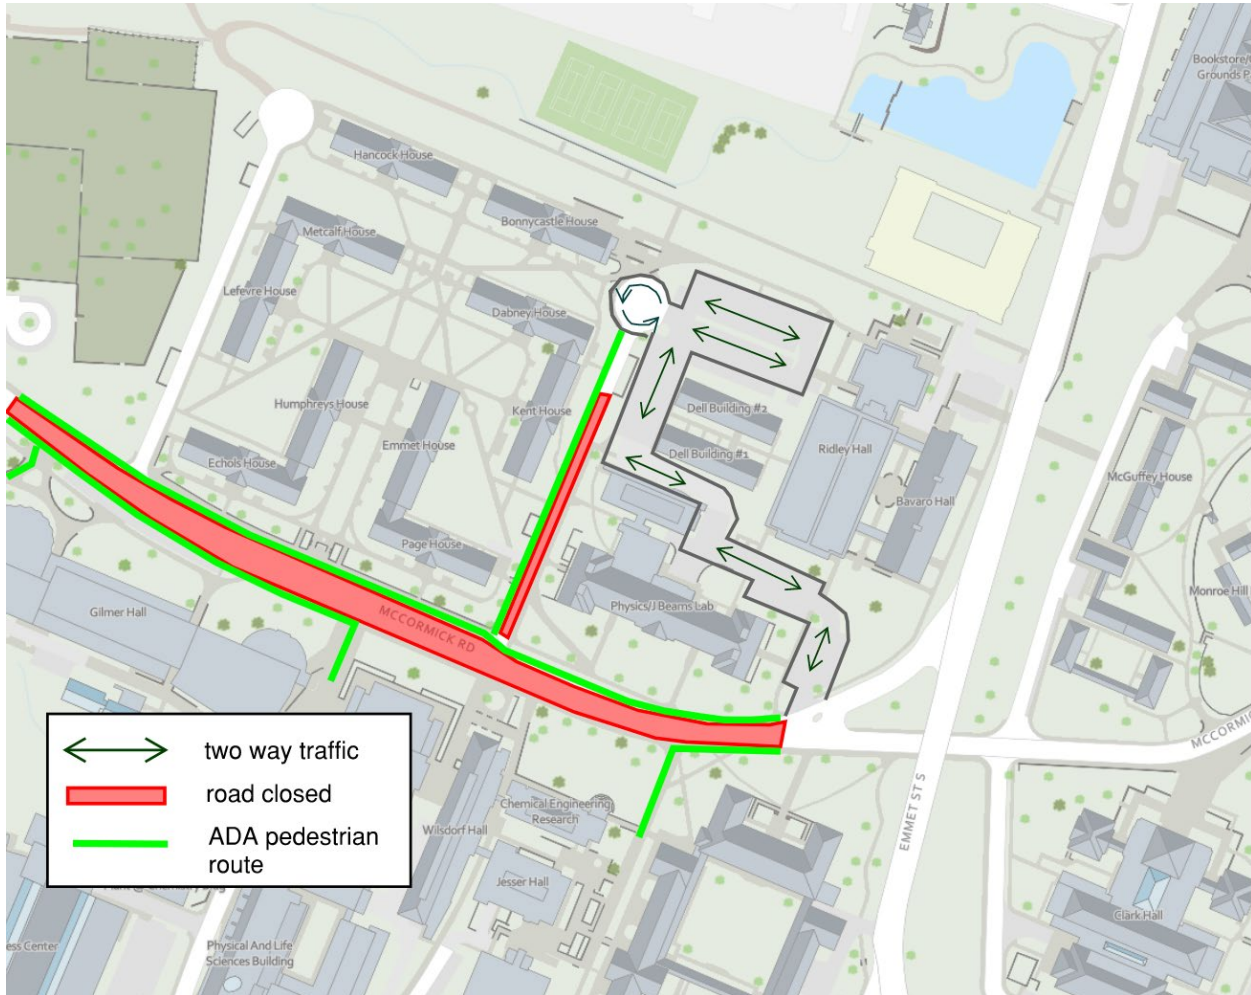 Bookstore/
Grounds P
Hancock House
Bonnycastle House
Metcalf House
Lefevre House
Dabney House
Humphreys House
Kent House
Dell Building #2
Emmet House
Dell Building #1
Ridley Hall
Echols House
McGuffey House
Bavaro Hall
Page House
Gilmer Hall
MCCORMICK RD
Physics/J Beams Lab
Monroe Hill
two way traffic
road closed
ADA pedestrian
route
MCCORMIC
EMMET ST S
Chemical Engineering
Research
Wilsdorf Hall
Jesser Hall
Clark Hall
ess Center
Physical And Life
Sciences Building